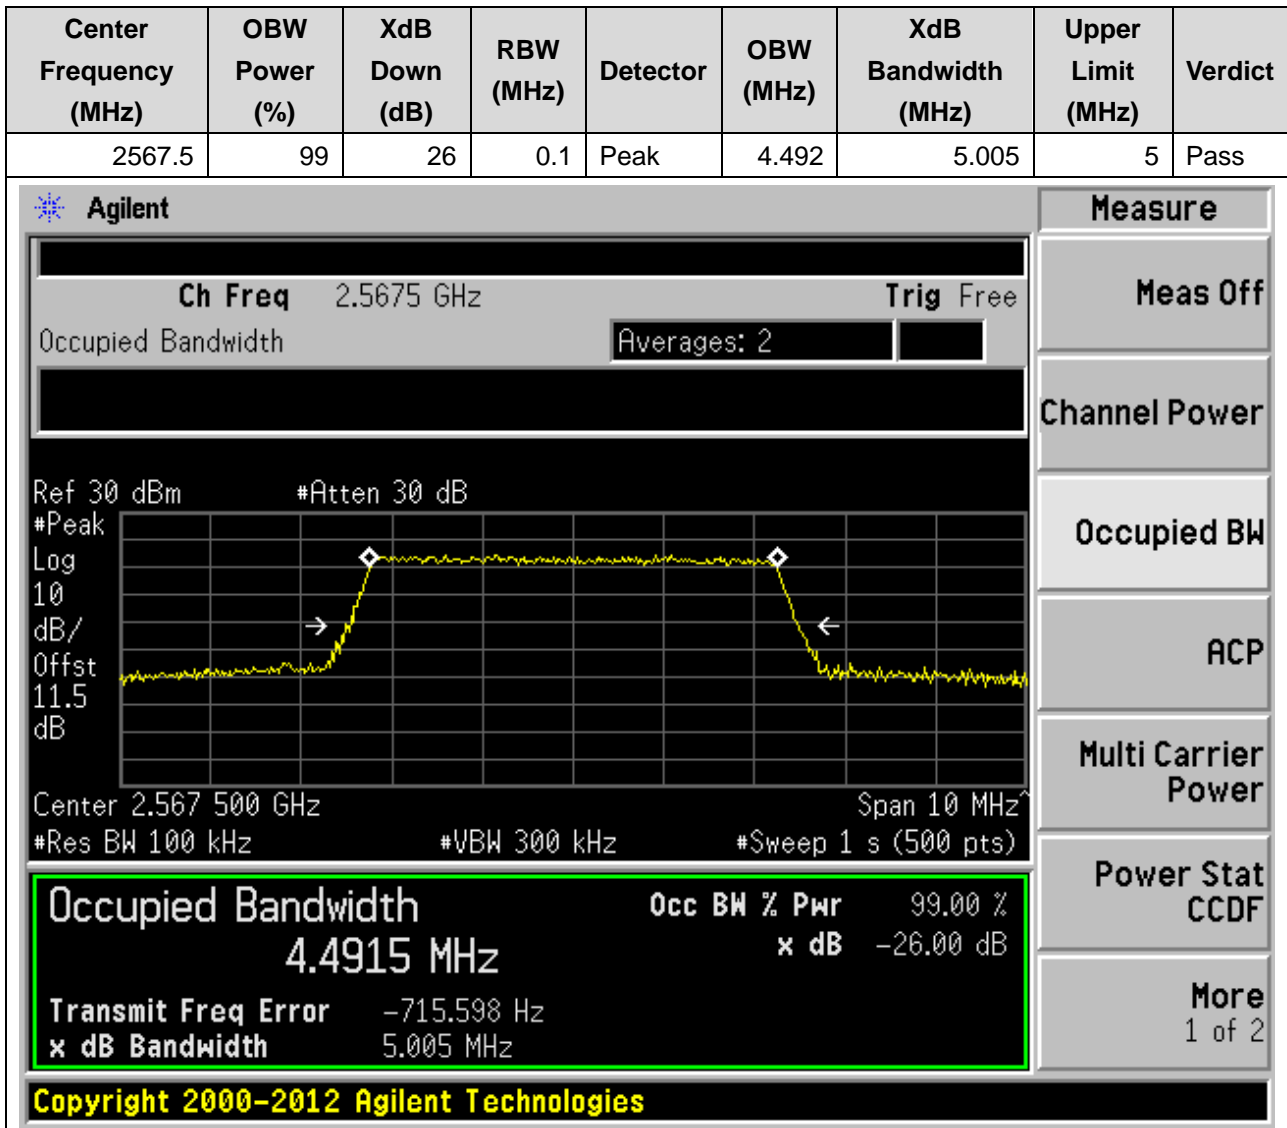 Center Frequency (MHz) OBW Power (%) XdB Down (dB) RBW (MHz) Detector OBW (MHz) XdB Bandwidth (MHz) Upper Limit (MHz) Verdict
2567.5 99 26 0.1 Peak 4.492 5.005 5 Pass
Agilent
Measure
Ch Freq 2.5675 GHz Trig Free
Meas Off
Occupied Bandwidth Averages: 2
Channel Power
Ref 30 dBm #Atten 30 dB
#Peak
Log
10
dB/
Offst
11.5
dB
Occupied BW
ACP
Center 2.567 500 GHz Span 10 MHz^
#Res BW 100 kHz #VBW 300 kHz #Sweep 1 s (500 pts)
Multi Carrier
Power
Occupied Bandwidth
4.4915 MHz
Occ BW % Pwr 99.00 %
x dB -26.00 dB
Transmit Freq Error -715.598 Hz
x dB Bandwidth 5.005 MHz
Power Stat
CCDF
More
1 of 2
Copyright 2000-2012 Agilent Technologies